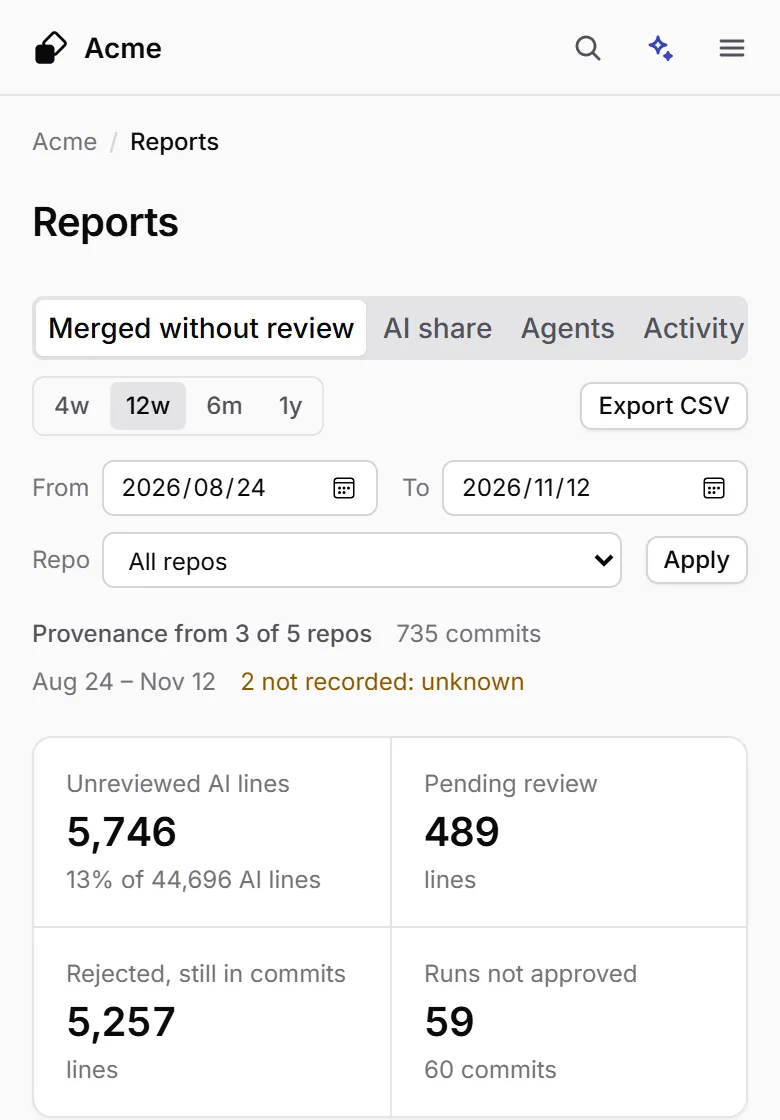 Acme
Acme / Reports
Reports
Merged without review AI share Agents Activity
4w 12w 6m 1y Export CSV
From 2026/08/24 To 2026/11/12
Repo All repos Apply
Provenance from 3 of 5 repos 735 commits
Aug 24 – Nov 12 2 not recorded: unknown
Unreviewed AI lines
5,746
13% of 44,696 AI lines
Pending review
489
lines
Rejected, still in commits
5,257
lines
Runs not approved
59
60 commits